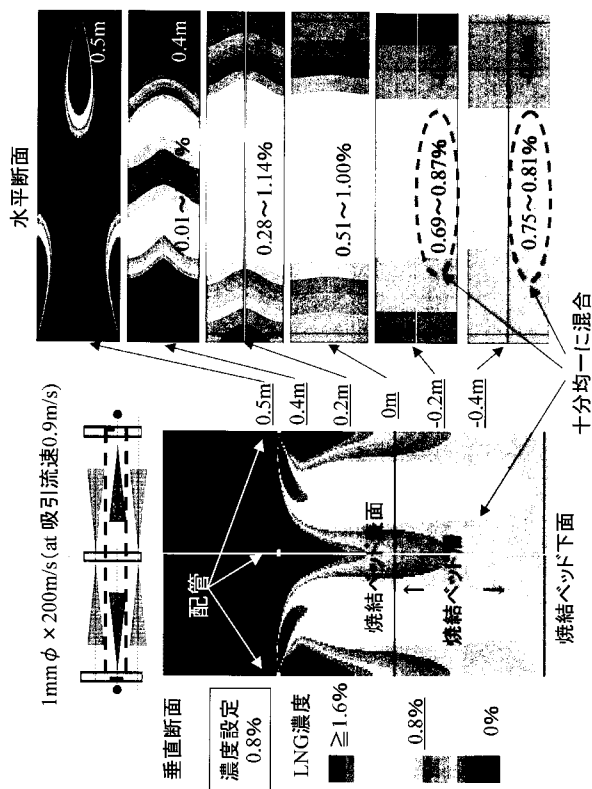 1mmφ×200m/s(at 吸引流速0.9m/s)
垂直断面
濃度設定
0.8%
LNG濃度
≧1.6%
0.8%
0%
配管
焼結ベッド表面
焼結ベッド層
焼結ベッド下面
0.5m
0.4m
0.2m
0m
-0.2m
-0.4m
十分均一に混合
水平断面
0.5m
0.4m
0.01～ %
0.28～1.14%
0.51～1.00%
0.69～0.87%
0.75～0.81%